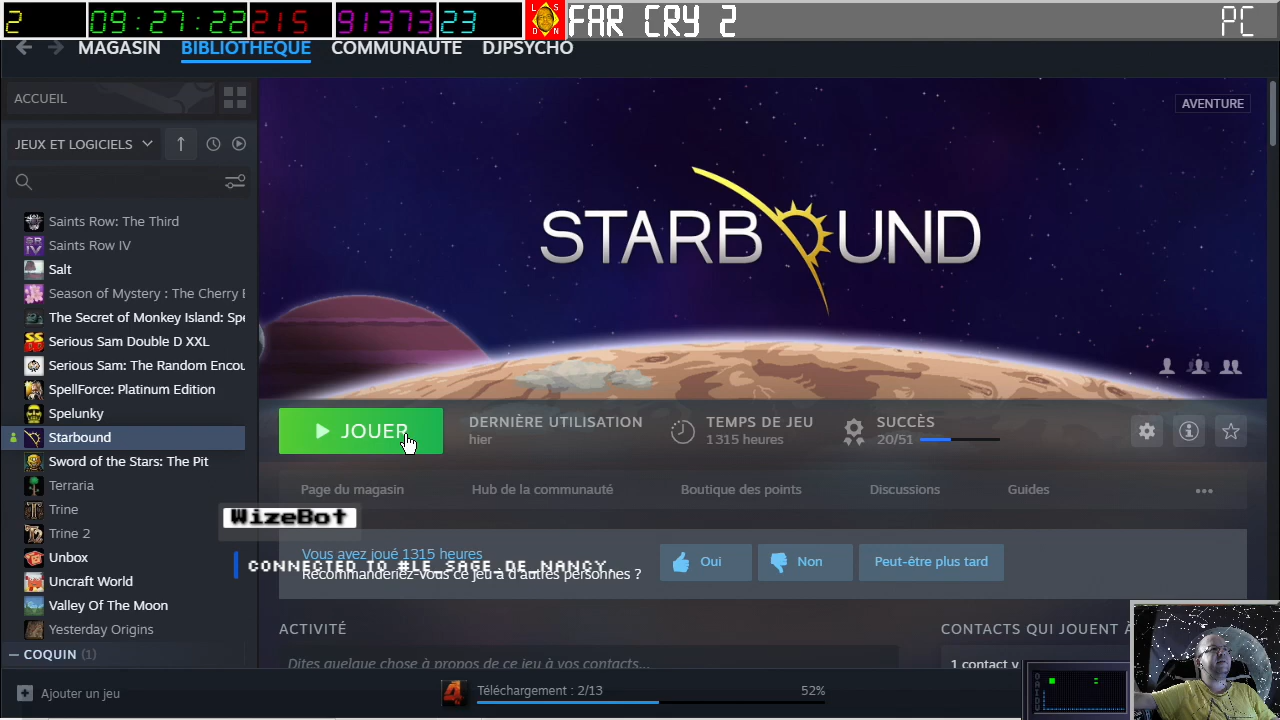 2
09:27:22
215
91373
23
L S D N
FAR CRY 2
PC
MAGASIN BIBLIOTHÈQUE COMMUNAUTÉ DJPSYCHO
ACCUEIL
AVENTURE
JEUX ET LOGICIELS
STARBOUND
Saints Row: The Third
Saints Row IV
Salt
Season of Mystery : The Cherry B
The Secret of Monkey Island: Spe
Serious Sam Double D XXL
Serious Sam: The Random Encou
SpellForce: Platinum Edition
Spelunky
Starbound
Sword of the Stars: The Pit
Terraria
Trine
Trine 2
Unbox
Uncraft World
Valley Of The Moon
Yesterday Origins
COQUIN (1)
JOUER
DERNIÈRE UTILISATION
hier
TEMPS DE JEU
1 315 heures
SUCCÈS
20/51
Page du magasin Hub de la communauté Boutique des points Discussions Guides
WizeBot
CONNECTED TO #LE_SAGE_DE_NANCY.
Vous avez joué 1315 heures
Recommanderiez-vous ce jeu à d'autres personnes ?
Oui
Non
Peut-être plus tard
ACTIVITÉ
Dites quelque chose à propos de ce jeu à vos contacts...
CONTACTS QUI JOUENT À
1 contact y
Ajouter un jeu
Téléchargement : 2/13
52%